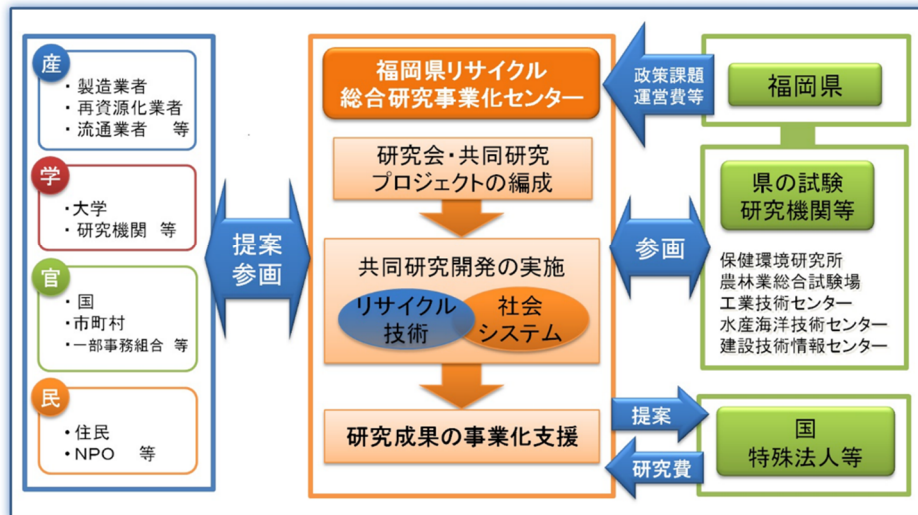 産
・製造業者
・再資源化業者
・流通業者　等
学
・大学
・研究機関　等
官
・国
・市町村
・一部事務組合　等
民
・住民
・NPO　等
提案
参画
福岡県リサイクル
総合研究事業化センター
研究会・共同研究
プロジェクトの編成
共同研究開発の実施
リサイクル
技術
社会
システム
研究成果の事業化支援
政策課題
運営費等
福岡県
参画
県の試験
研究機関等
保健環境研究所
農林業総合試験場
工業技術センター
水産海洋技術センター
建設技術情報センター
提案
研究費
国
特殊法人等